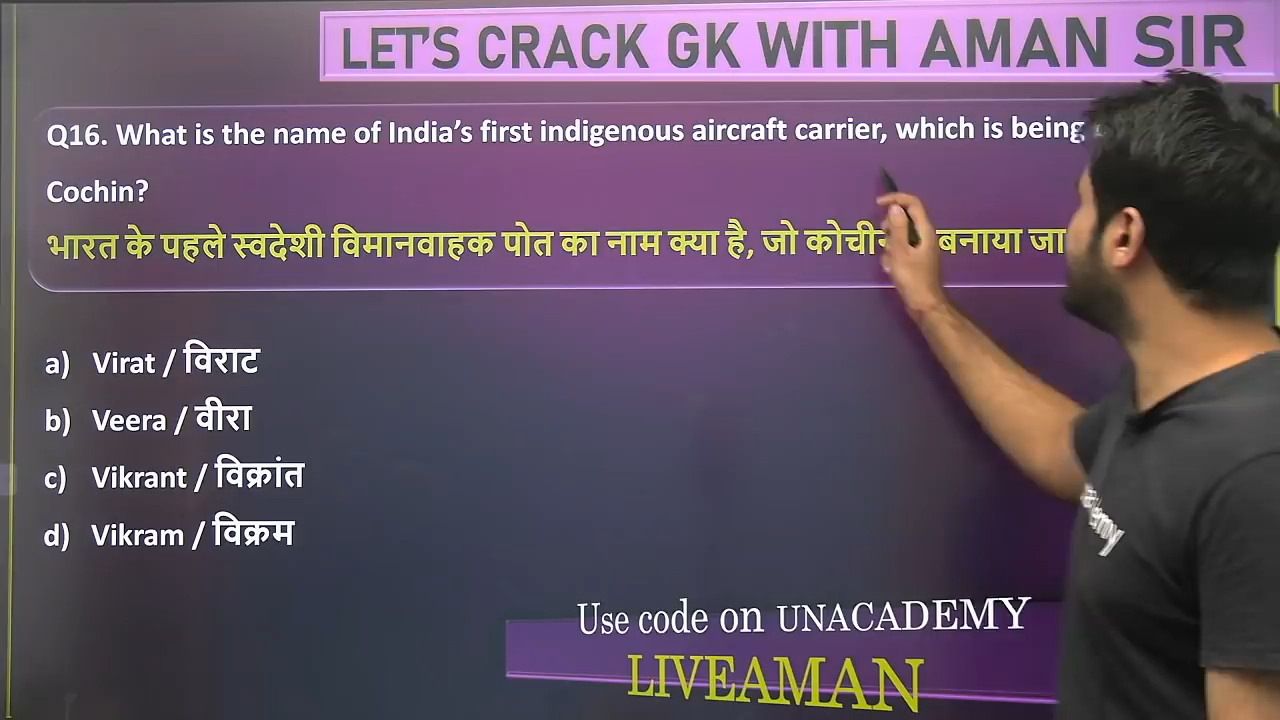 LET'S CRACK GK WITH AMAN SIR
Q16. What is the name of India's first indigenous aircraft carrier, which is being
Cochin?
भारत के पहले स्वदेशी विमानवाहक पोत का नाम क्या है, जो बनाया
a) Virat / विराट
b) Veera / वीरा
c) Vikrant / विक्रांत
d) Vikram / विक्रम
Use code on UNACADEMY
LIVEAMAN